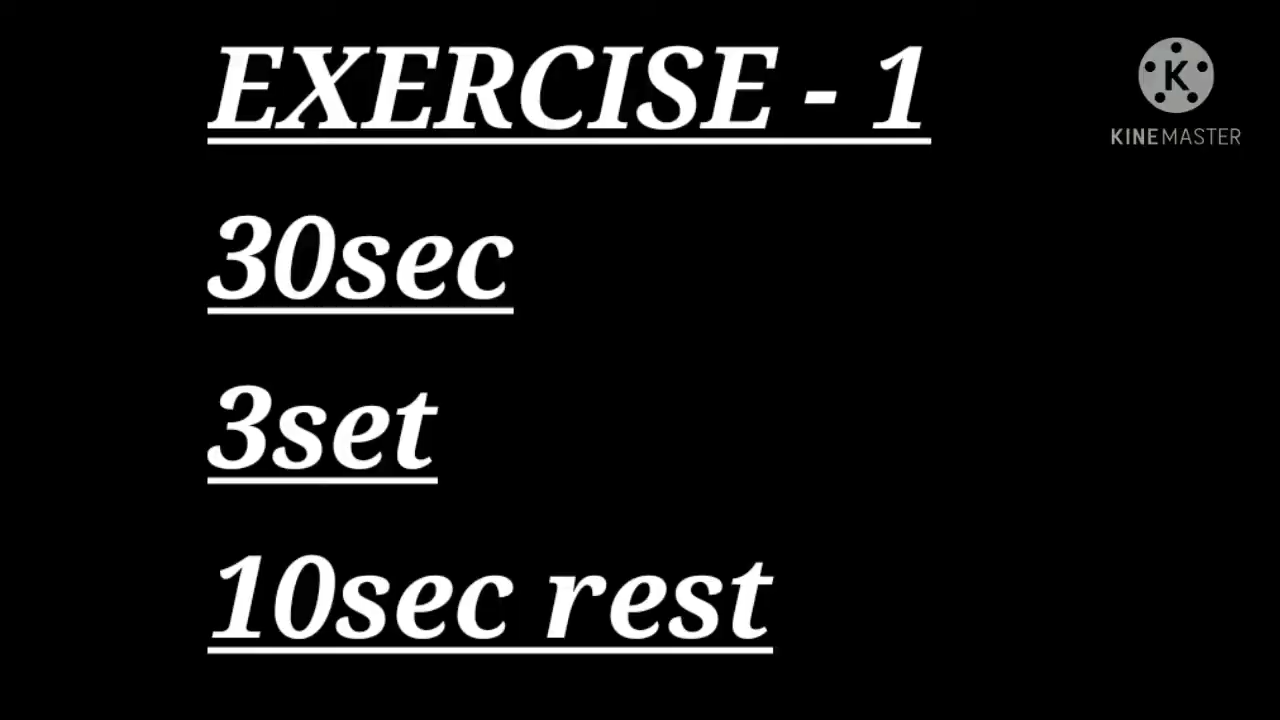 EXERCISE - 1
K
KINEMASTER
30sec
3set
10sec rest